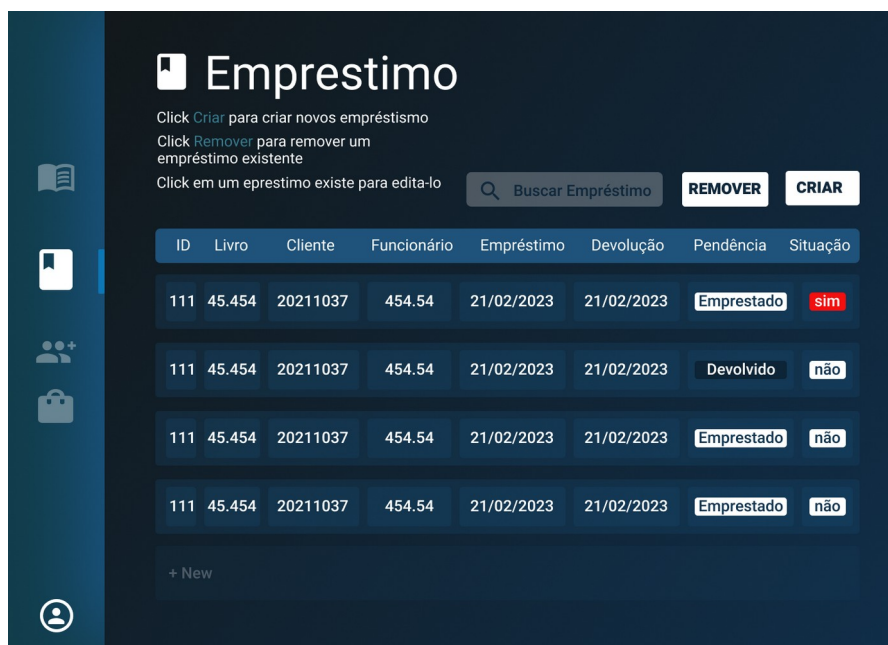 Emprestimo
Click Criar para criar novos empréstismo
Click Remover para remover um
empréstimo existente
Click em um eprestimo existe para edita-lo
Buscar Empréstimo
REMOVER
CRIAR
ID Livro Cliente Funcionário Empréstimo Devolução Pendência Situação
111 45.454 20211037 454.54 21/02/2023 21/02/2023 Emprestado sim
111 45.454 20211037 454.54 21/02/2023 21/02/2023 Devolvido não
111 45.454 20211037 454.54 21/02/2023 21/02/2023 Emprestado não
111 45.454 20211037 454.54 21/02/2023 21/02/2023 Emprestado não
+ New